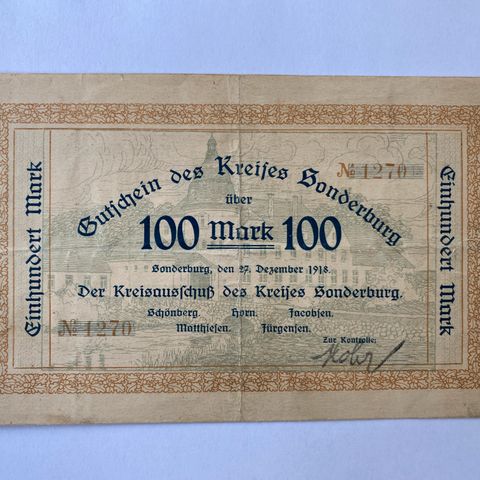 Gutschein des Kreises Sonderburg
№ 1270
über
100 Mark 100
Sonderburg, den 27. Dezember 1918.
Der Kreisausschuß des Kreises Sonderburg.
Schönberg. Horn. Jacobsen.
Matthiesen. Jürgensen.
№ 1270
Zur Kontrolle:
Einhundert Mark
Einhundert Mark